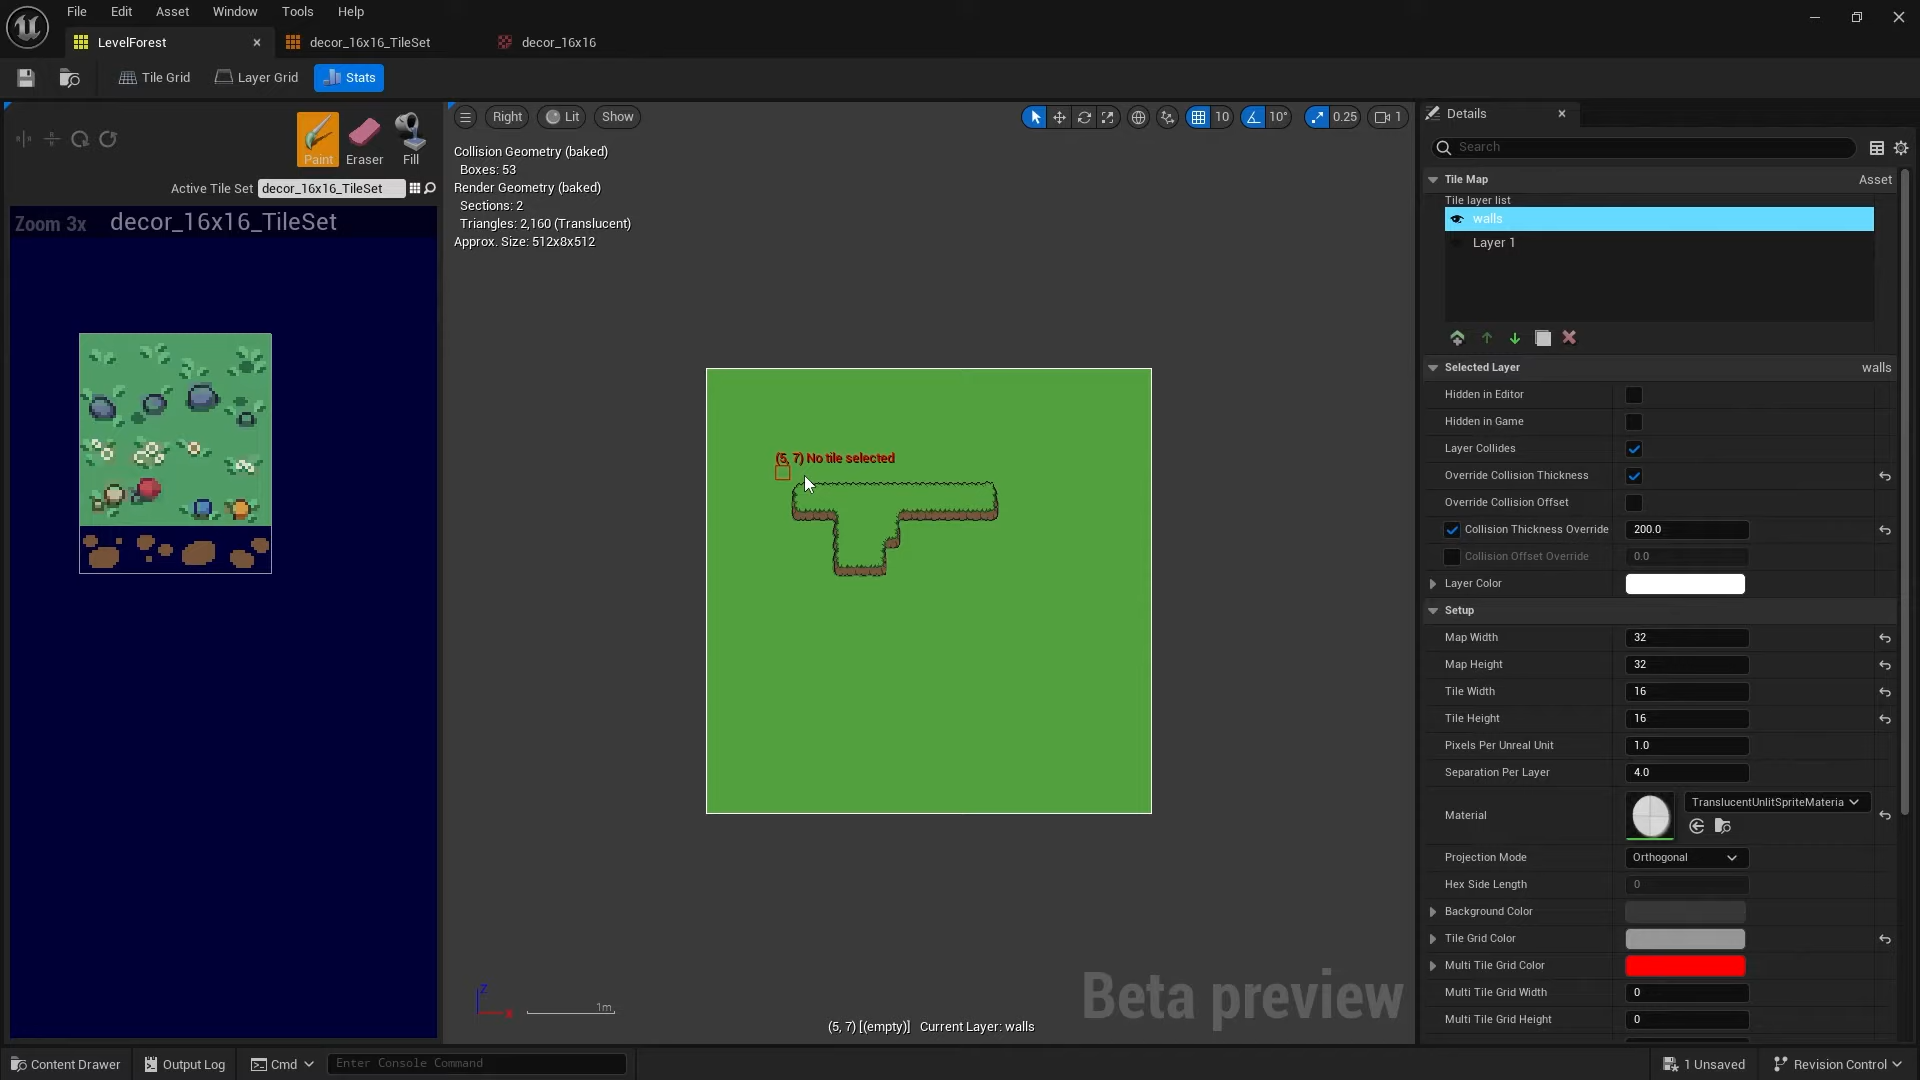 File Edit Asset Window Tools Help
LevelForest decor_16x16_TileSet decor_16x16
Tile Grid Layer Grid Stats
Paint Eraser Fill
Active Tile Set decor_16x16_TileSet
Zoom 3x decor_16x16_TileSet
Right Lit Show
10 10° 0.25 1
Collision Geometry (baked)
Boxes: 53
Render Geometry (baked)
Sections: 2
Triangles: 2,160 (Translucent)
Approx. Size: 512x8x512
(5, 7) No tile selected
Z
1m
Beta preview
(5, 7) [(empty)] Current Layer: walls
Details
Search
Tile Map Asset
Tile layer list
walls
Layer 1
Selected Layer walls
Hidden in Editor
Hidden in Game
Layer Collides
Override Collision Thickness
Override Collision Offset
Collision Thickness Override 200.0
Collision Offset Override 0.0
Layer Color
Setup
Map Width 32
Map Height 32
Tile Width 16
Tile Height 16
Pixels Per Unreal Unit 1.0
Separation Per Layer 4.0
Material TranslucentUnlitSpriteMateria
Projection Mode Orthogonal
Hex Side Length 0
Background Color
Tile Grid Color
Multi Tile Grid Color
Multi Tile Grid Width 0
Multi Tile Grid Height 0
Content Drawer Output Log Cmd Enter Console Command 1 Unsaved Revision Control